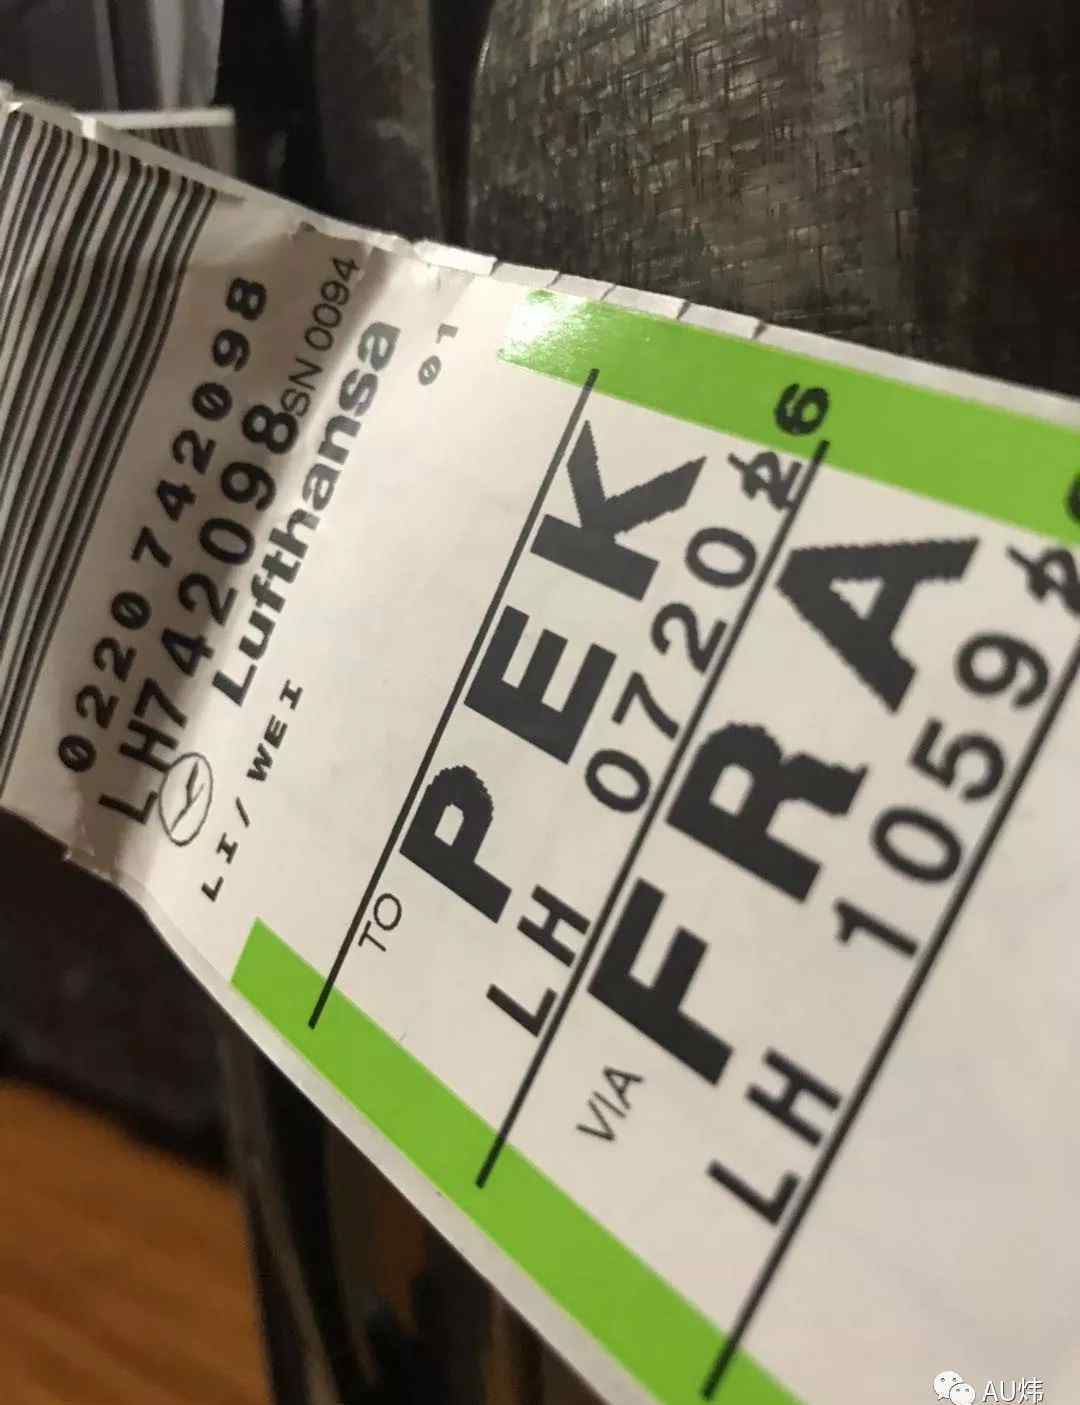 0220742098
LH742098 SN 0094
Lufthansa
LI/WEI
01
TO
PEK
LH 0720
VIA
FRA
LH 1059
AU炜